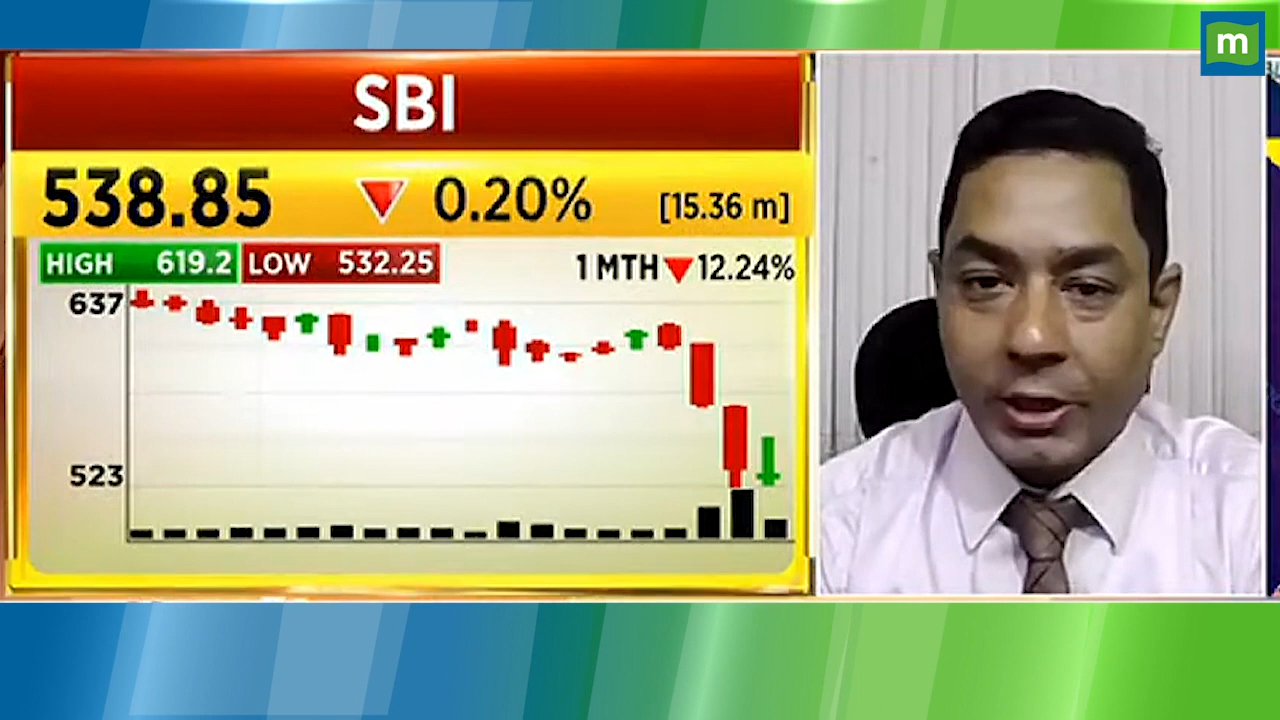 m
SBI
538.85 ▼ 0.20% [15.36 m]
HIGH 619.2 LOW 532.25 1 MTH ▼ 12.24%
637
523